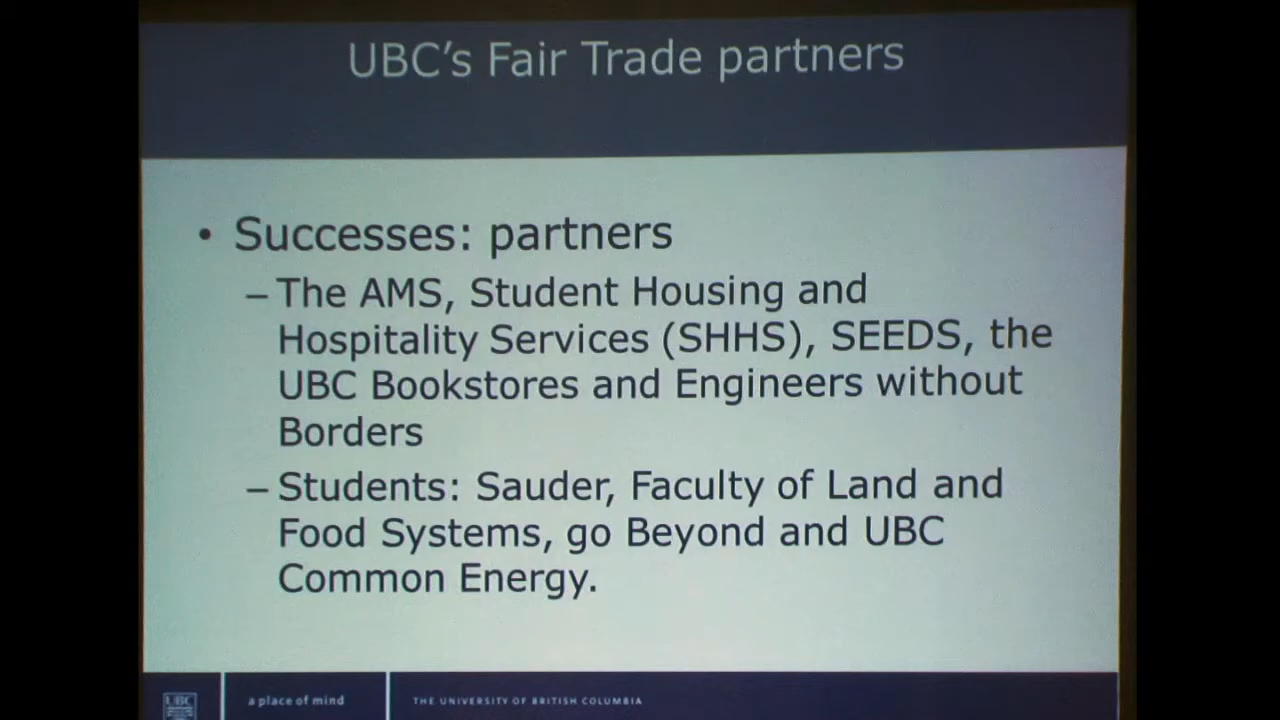 UBC's Fair Trade partners
• Successes: partners
– The AMS, Student Housing and
Hospitality Services (SHHS), SEEDS, the
UBC Bookstores and Engineers without
Borders
– Students: Sauder, Faculty of Land and
Food Systems, go Beyond and UBC
Common Energy.
UBC
a place of mind
THE UNIVERSITY OF BRITISH COLUMBIA